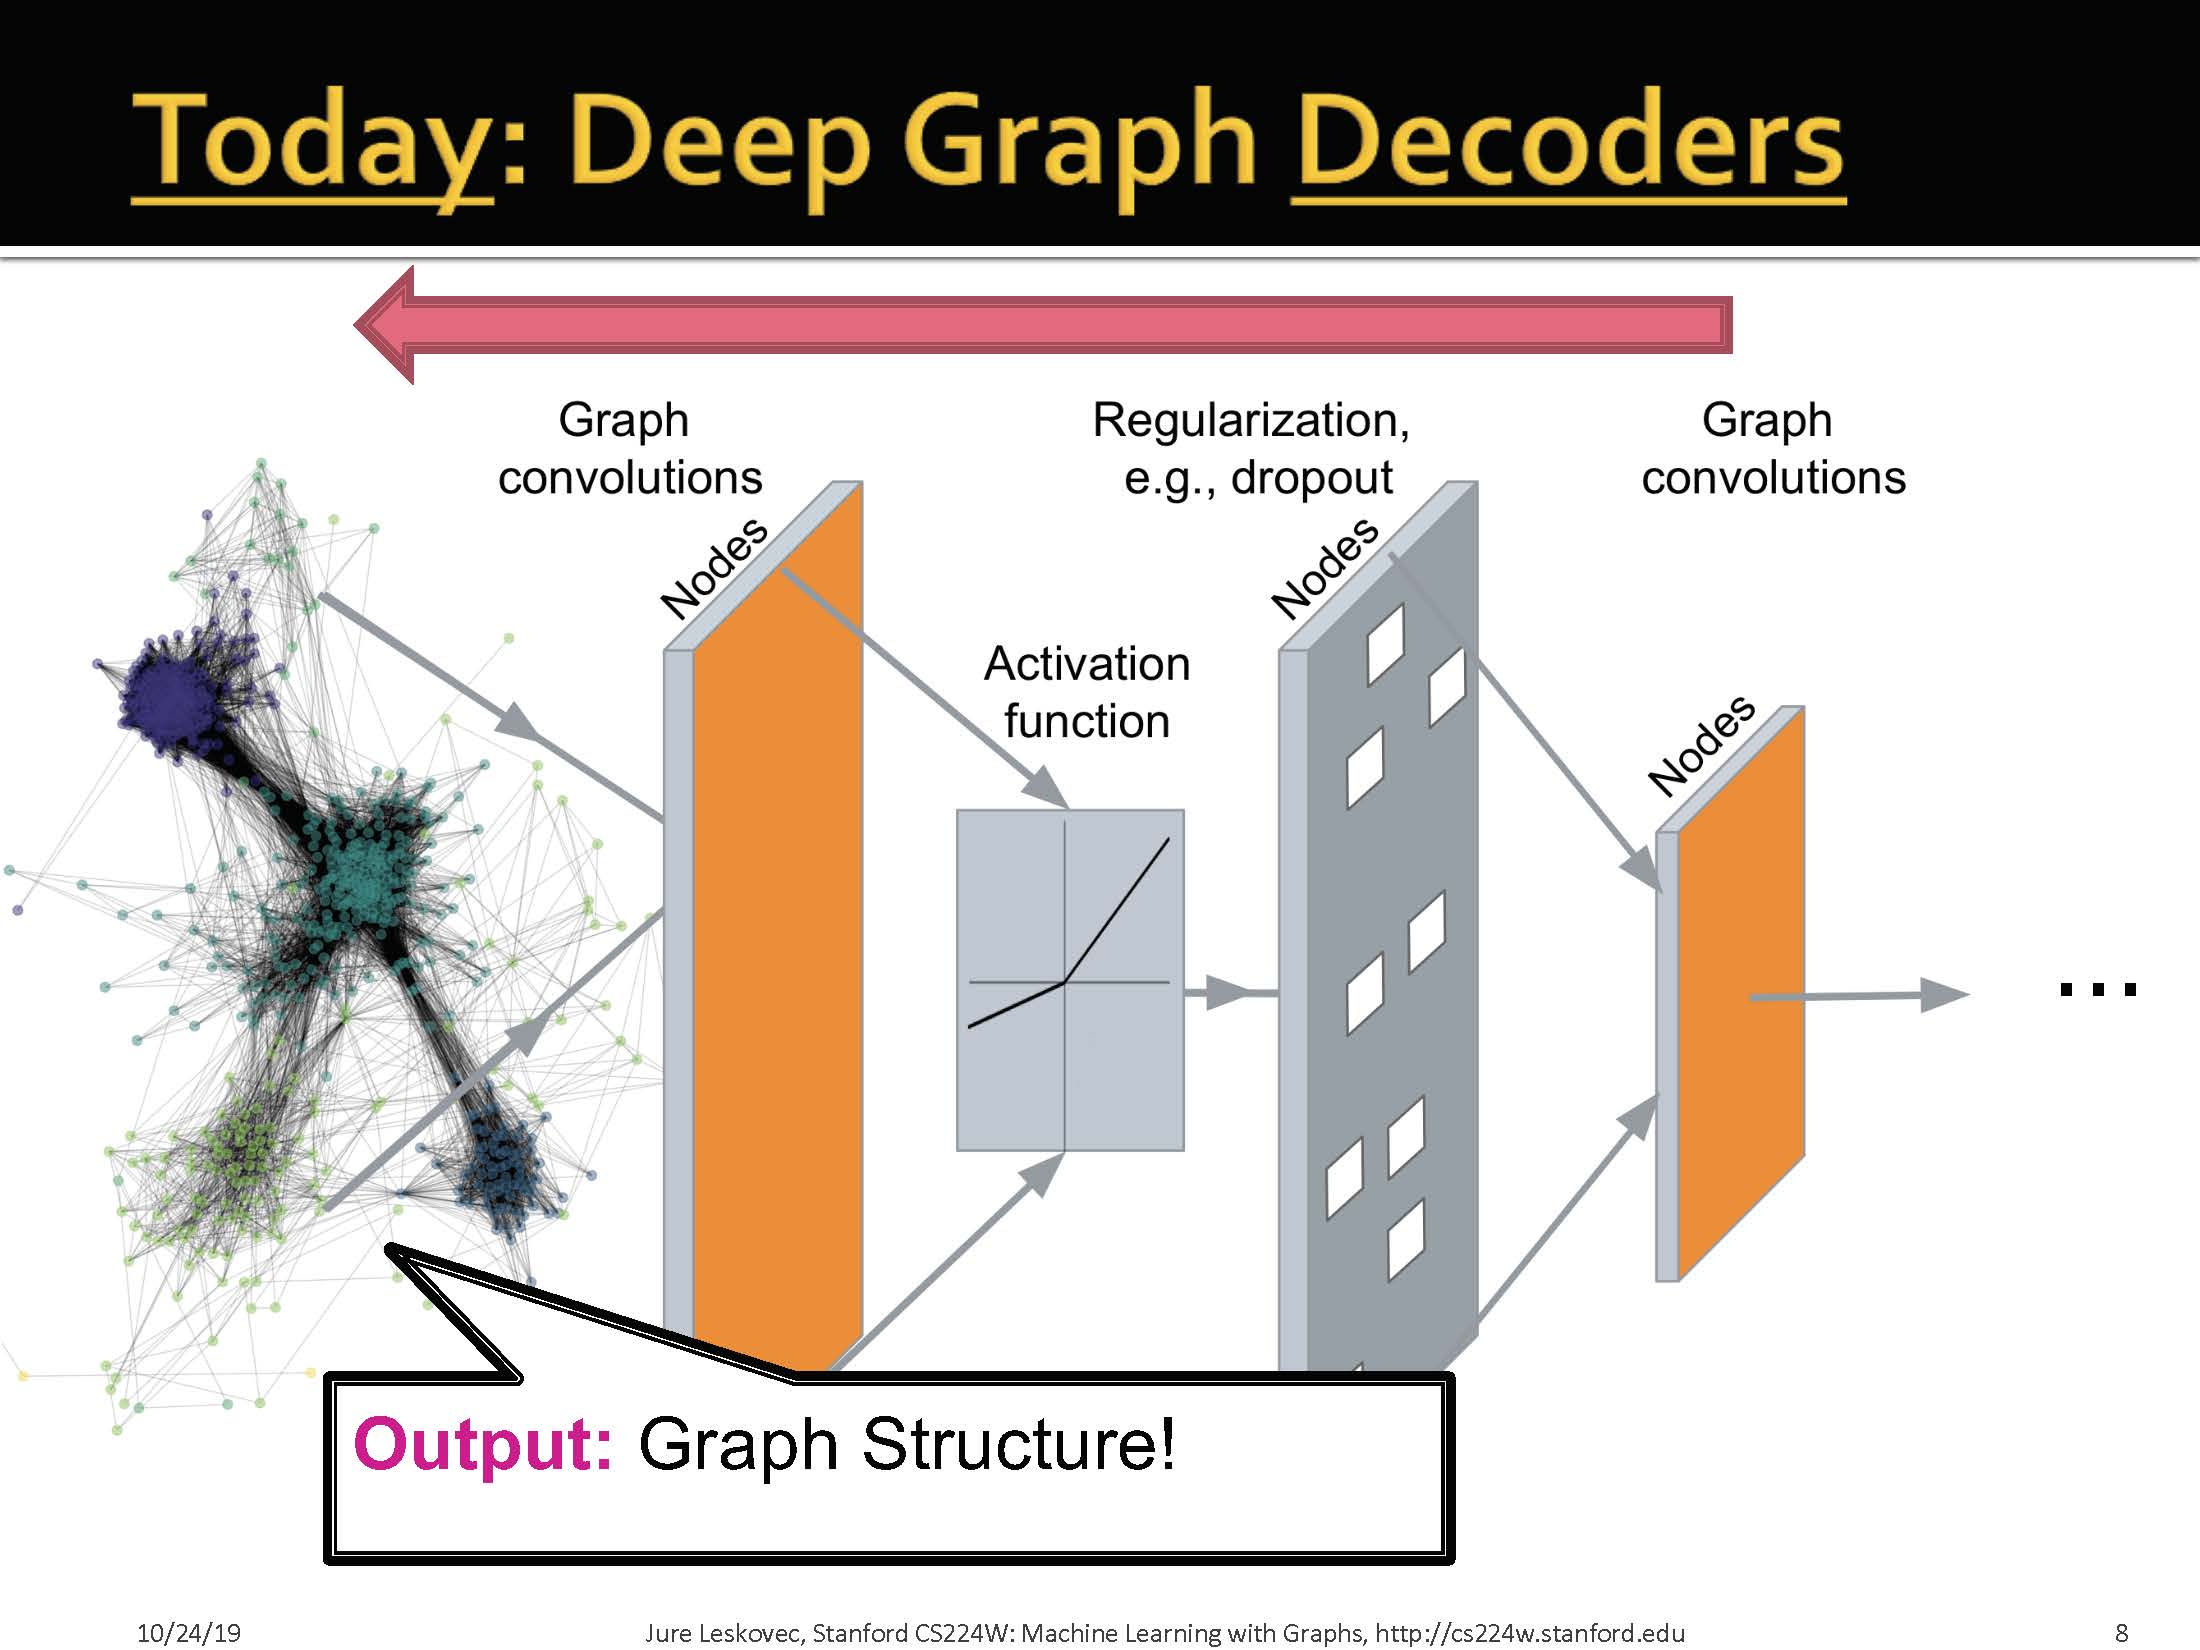 Today: Deep Graph Decoders
Graph
convolutions
Regularization,
e.g., dropout
Graph
convolutions
Nodes
Nodes
Activation
function
Nodes
...
Output: Graph Structure!
10/24/19
Jure Leskovec, Stanford CS224W: Machine Learning with Graphs, http://cs224w.stanford.edu
8